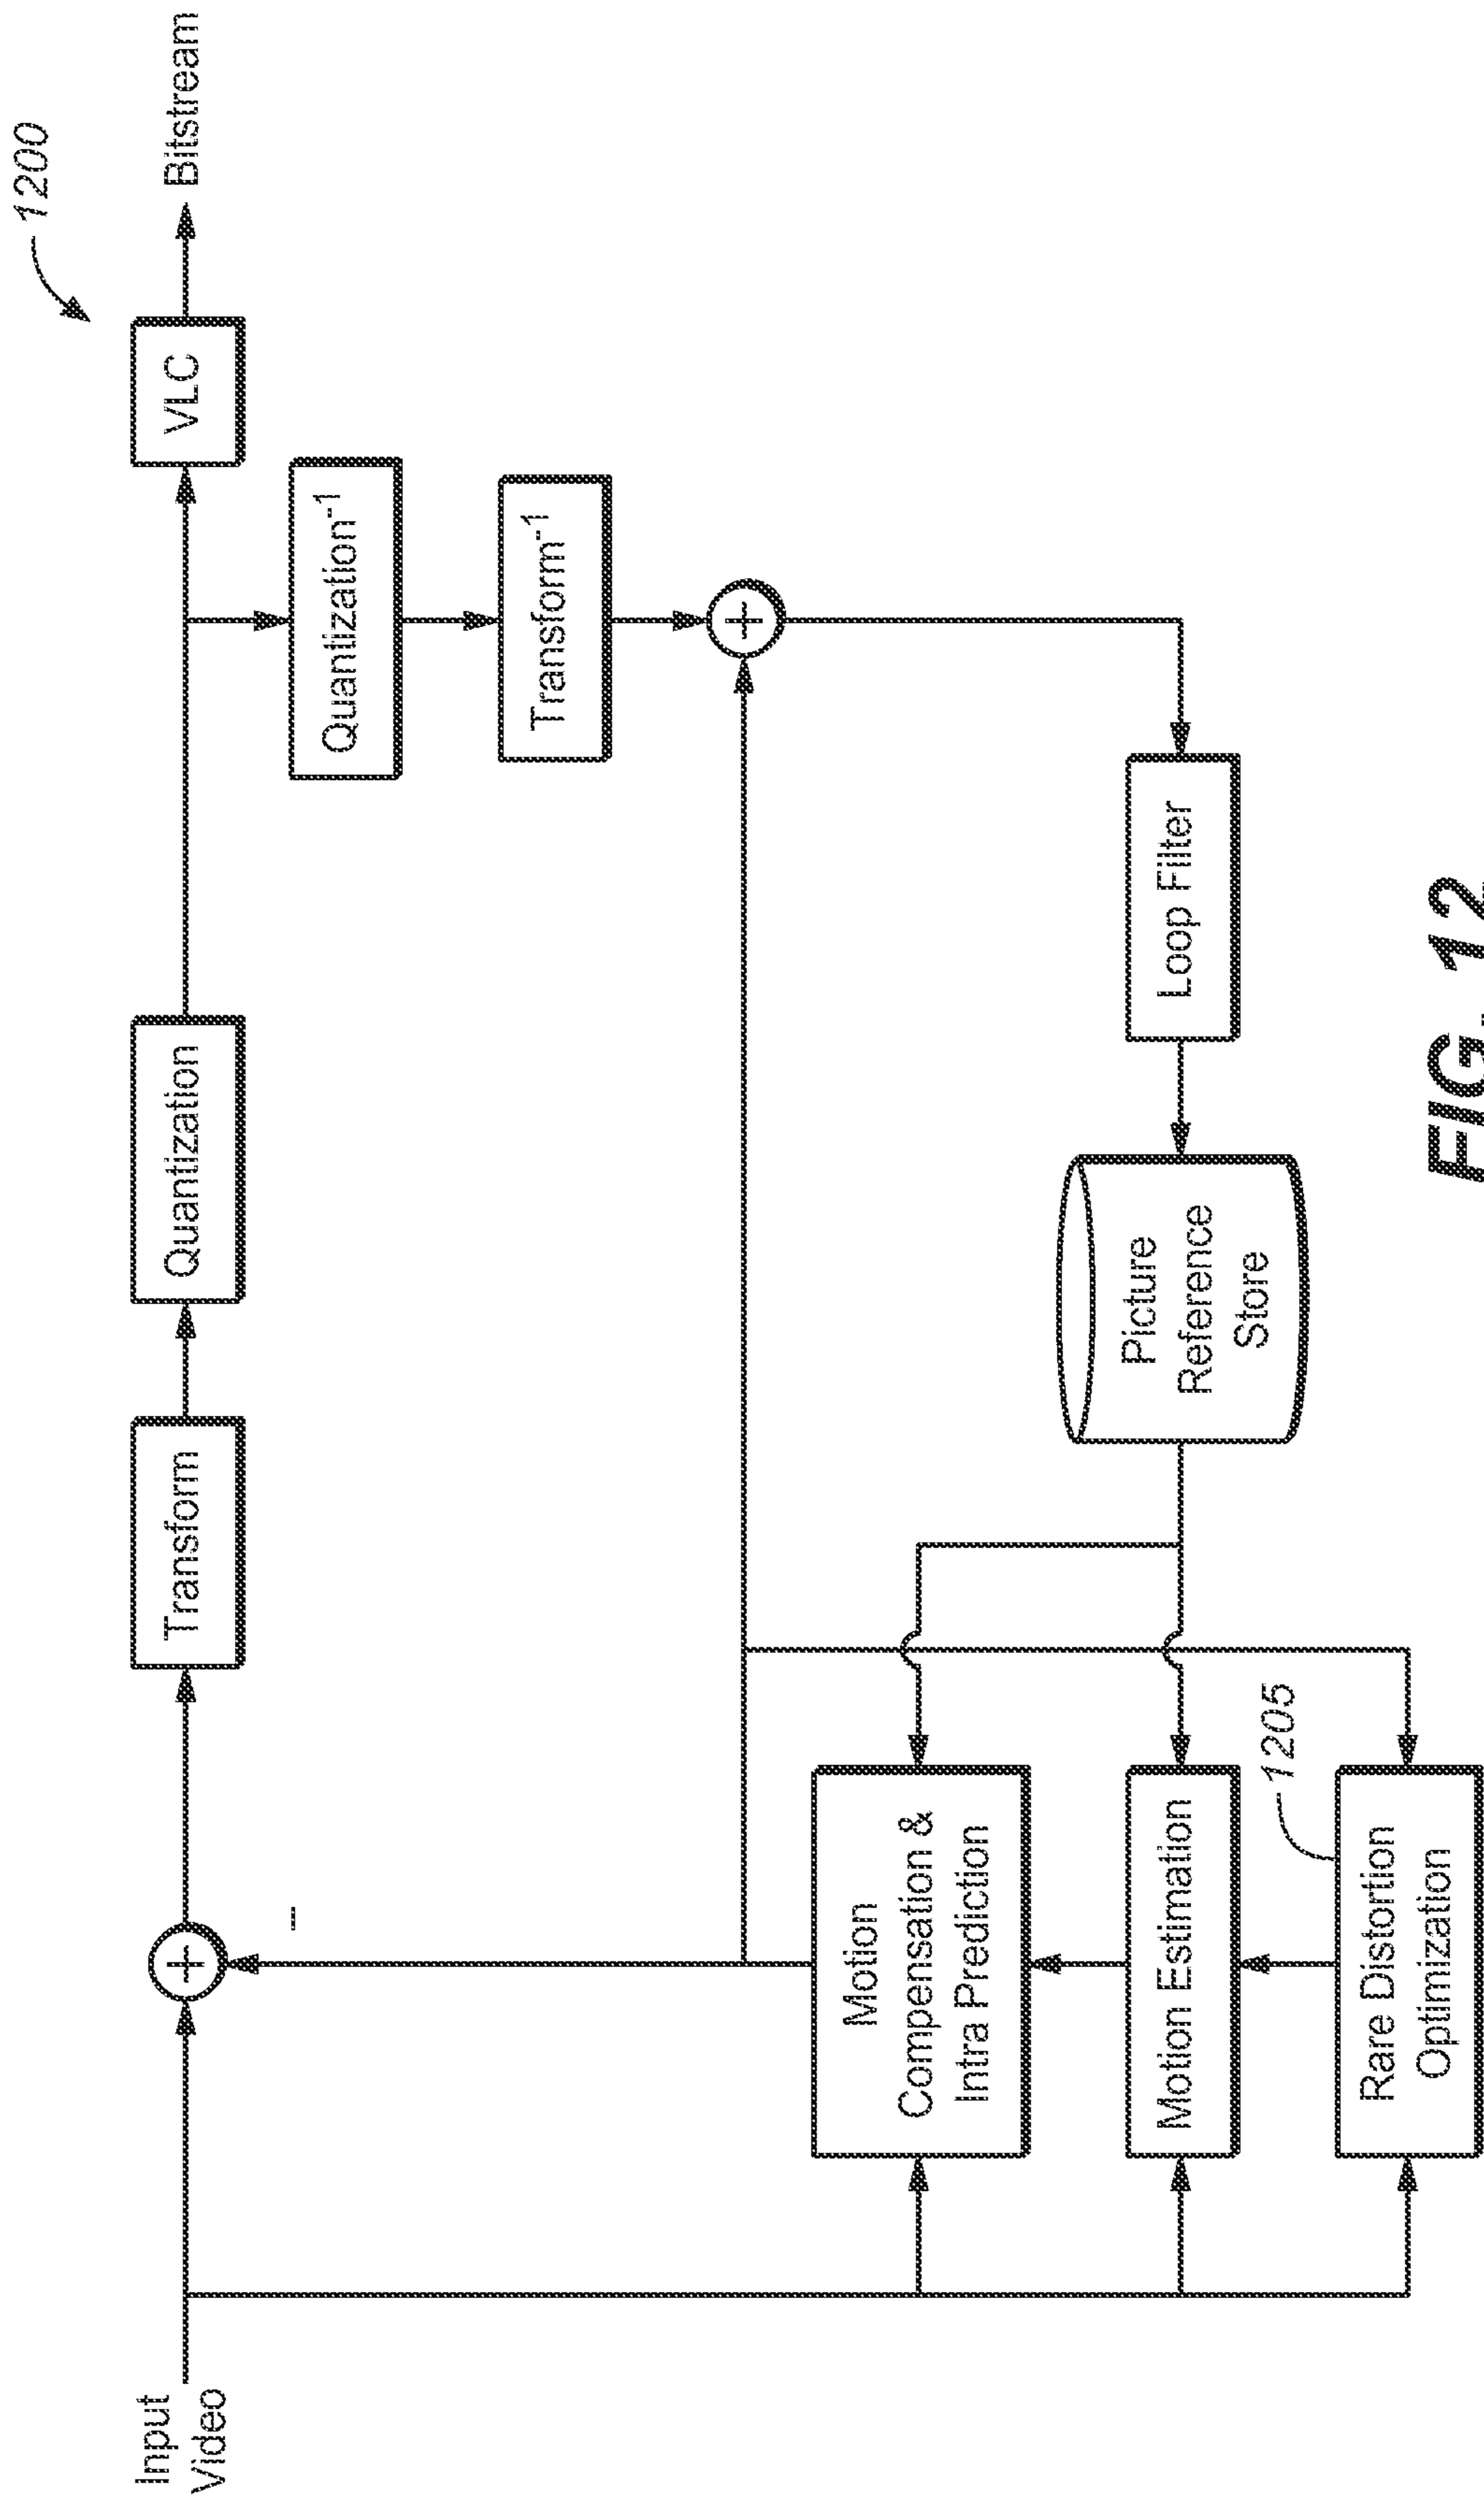 1200
Input
Video
Transform
Quantization
VLC
Bitstream
+
-
Quantization-1
Transform-1
+
Motion
Compensation &
Intra Prediction
Motion Estimation
1205
Rare Distortion
Optimization
Picture
Reference
Store
Loop Filter
FIG. 12